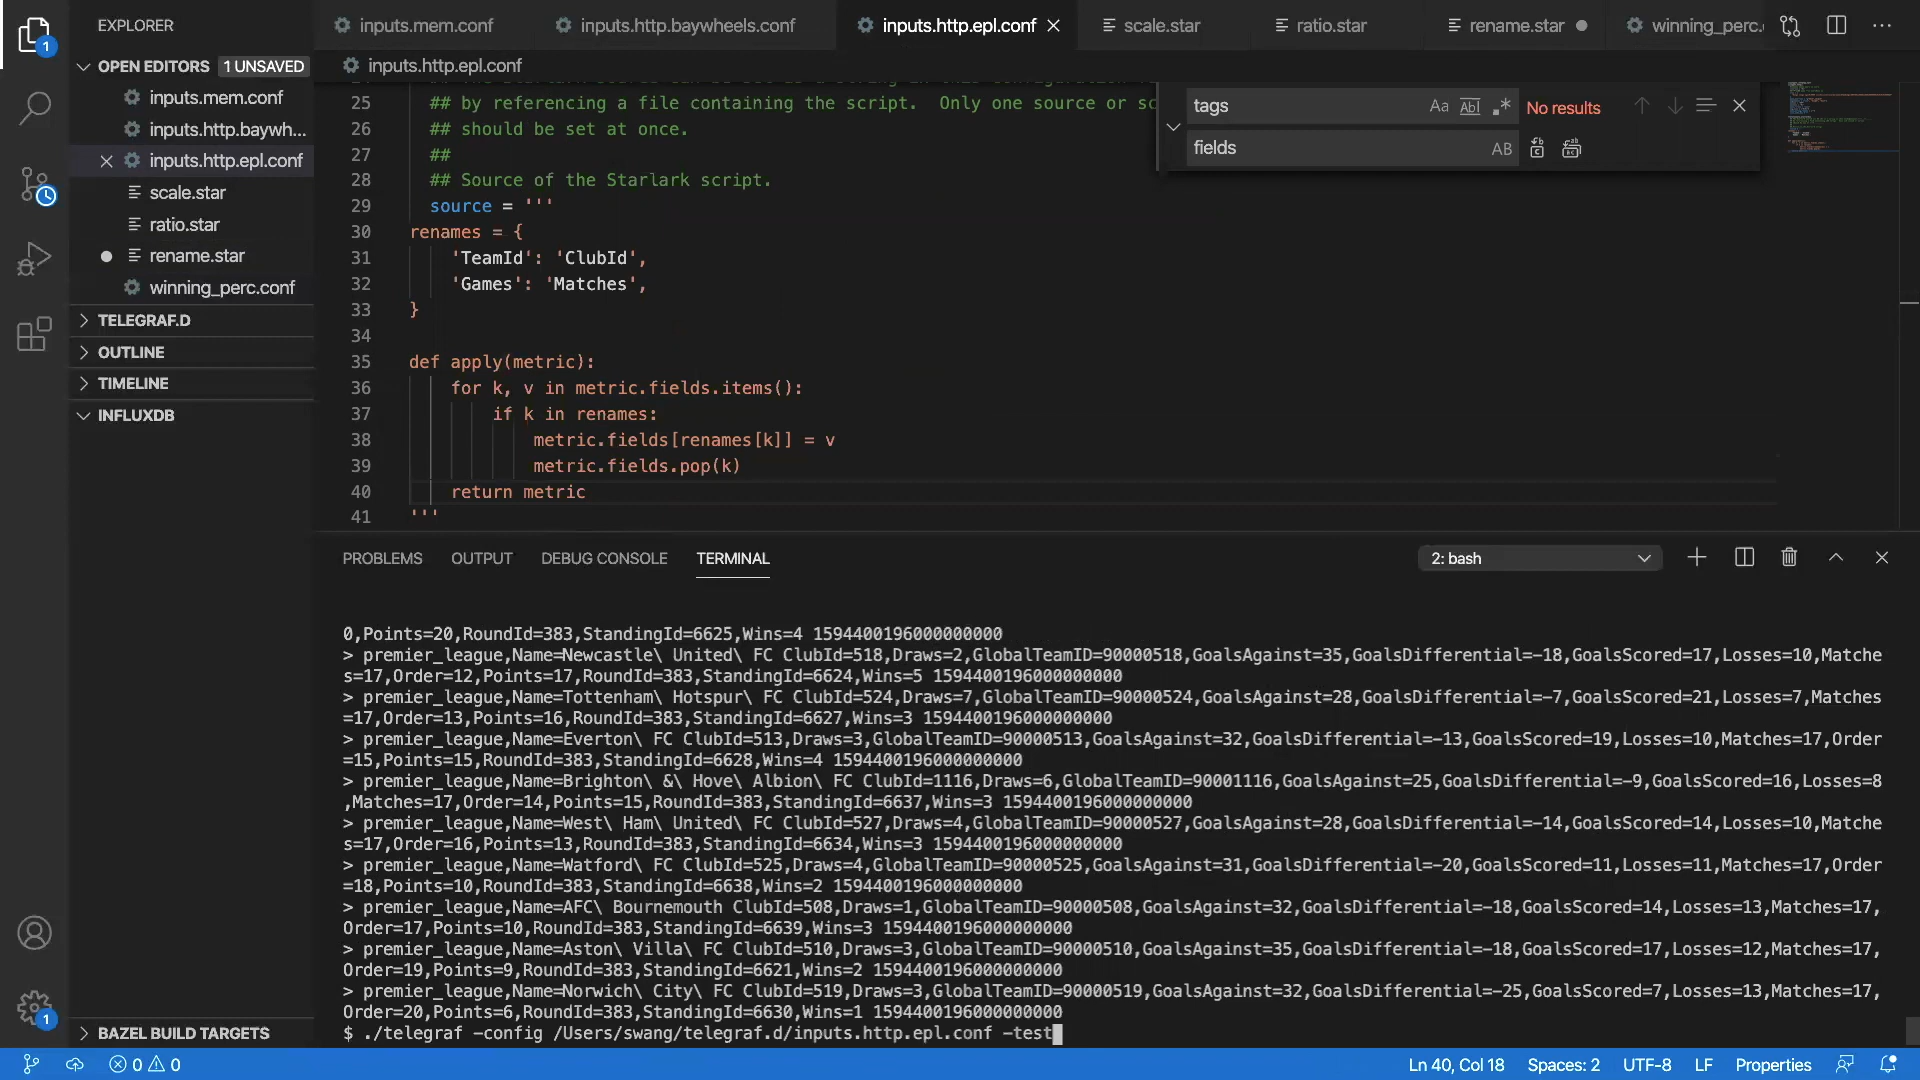 EXPLORER
inputs.mem.conf
inputs.http.baywheels.conf
inputs.http.epl.conf
scale.star
ratio.star
rename.star
winning_perc.
OPEN EDITORS
1 UNSAVED
inputs.mem.conf
inputs.http.baywh...
inputs.http.epl.conf
scale.star
ratio.star
rename.star
winning_perc.conf
TELEGRAF.D
OUTLINE
TIMELINE
INFLUXDB
BAZEL BUILD TARGETS
1
1
inputs.http.epl.conf
25 ## by referencing a file containing the script.  Only one source or sc
26 ## should be set at once.
27 ##
28 ## Source of the Starlark script.
29 source = '''
30 renames = {
31 'TeamId': 'ClubId',
32 'Games': 'Matches',
33 }
34
35 def apply(metric):
36 for k, v in metric.fields.items():
37 if k in renames:
38 metric.fields[renames[k]] = v
39 metric.fields.pop(k)
40 return metric
41 '''
tags
Aa Abl .*
No results
fields
AB
PROBLEMS OUTPUT DEBUG CONSOLE TERMINAL
2: bash
0,Points=20,RoundId=383,StandingId=6625,Wins=4 1594400196000000000
> premier_league,Name=Newcastle\ United\ FC ClubId=518,Draws=2,GlobalTeamID=90000518,GoalsAgainst=35,GoalsDifferential=-18,GoalsScored=17,Losses=10,Matche
s=17,Order=12,Points=17,RoundId=383,StandingId=6624,Wins=5 1594400196000000000
> premier_league,Name=Tottenham\ Hotspur\ FC ClubId=524,Draws=7,GlobalTeamID=90000524,GoalsAgainst=28,GoalsDifferential=-7,GoalsScored=21,Losses=7,Matches
=17,Order=13,Points=16,RoundId=383,StandingId=6627,Wins=3 1594400196000000000
> premier_league,Name=Everton\ FC ClubId=513,Draws=3,GlobalTeamID=90000513,GoalsAgainst=32,GoalsDifferential=-13,GoalsScored=19,Losses=10,Matches=17,Order
=15,Points=15,RoundId=383,StandingId=6628,Wins=4 1594400196000000000
> premier_league,Name=Brighton\ &\ Hove\ Albion\ FC ClubId=1116,Draws=6,GlobalTeamID=90001116,GoalsAgainst=25,GoalsDifferential=-9,GoalsScored=16,Losses=8
,Matches=17,Order=14,Points=15,RoundId=383,StandingId=6637,Wins=3 1594400196000000000
> premier_league,Name=West\ Ham\ United\ FC ClubId=527,Draws=4,GlobalTeamID=90000527,GoalsAgainst=28,GoalsDifferential=-14,GoalsScored=14,Losses=10,Matche
s=17,Order=16,Points=13,RoundId=383,StandingId=6634,Wins=3 1594400196000000000
> premier_league,Name=Watford\ FC ClubId=525,Draws=4,GlobalTeamID=90000525,GoalsAgainst=31,GoalsDifferential=-20,GoalsScored=11,Losses=11,Matches=17,Order
=18,Points=10,RoundId=383,StandingId=6638,Wins=2 1594400196000000000
> premier_league,Name=AFC\ Bournemouth ClubId=508,Draws=1,GlobalTeamID=90000508,GoalsAgainst=32,GoalsDifferential=-18,GoalsScored=14,Losses=13,Matches=17,
Order=17,Points=10,RoundId=383,StandingId=6639,Wins=3 1594400196000000000
> premier_league,Name=Aston\ Villa\ FC ClubId=510,Draws=3,GlobalTeamID=90000510,GoalsAgainst=35,GoalsDifferential=-18,GoalsScored=17,Losses=12,Matches=17,
Order=19,Points=9,RoundId=383,StandingId=6621,Wins=2 1594400196000000000
> premier_league,Name=Norwich\ City\ FC ClubId=519,Draws=3,GlobalTeamID=90000519,GoalsAgainst=32,GoalsDifferential=-25,GoalsScored=7,Losses=13,Matches=17,
Order=20,Points=6,RoundId=383,StandingId=6630,Wins=1 1594400196000000000
$ ./telegraf -config /Users/swang/telegraf.d/inputs.http.epl.conf -test
0 0
Ln 40, Col 18
Spaces: 2
UTF-8
LF
Properties